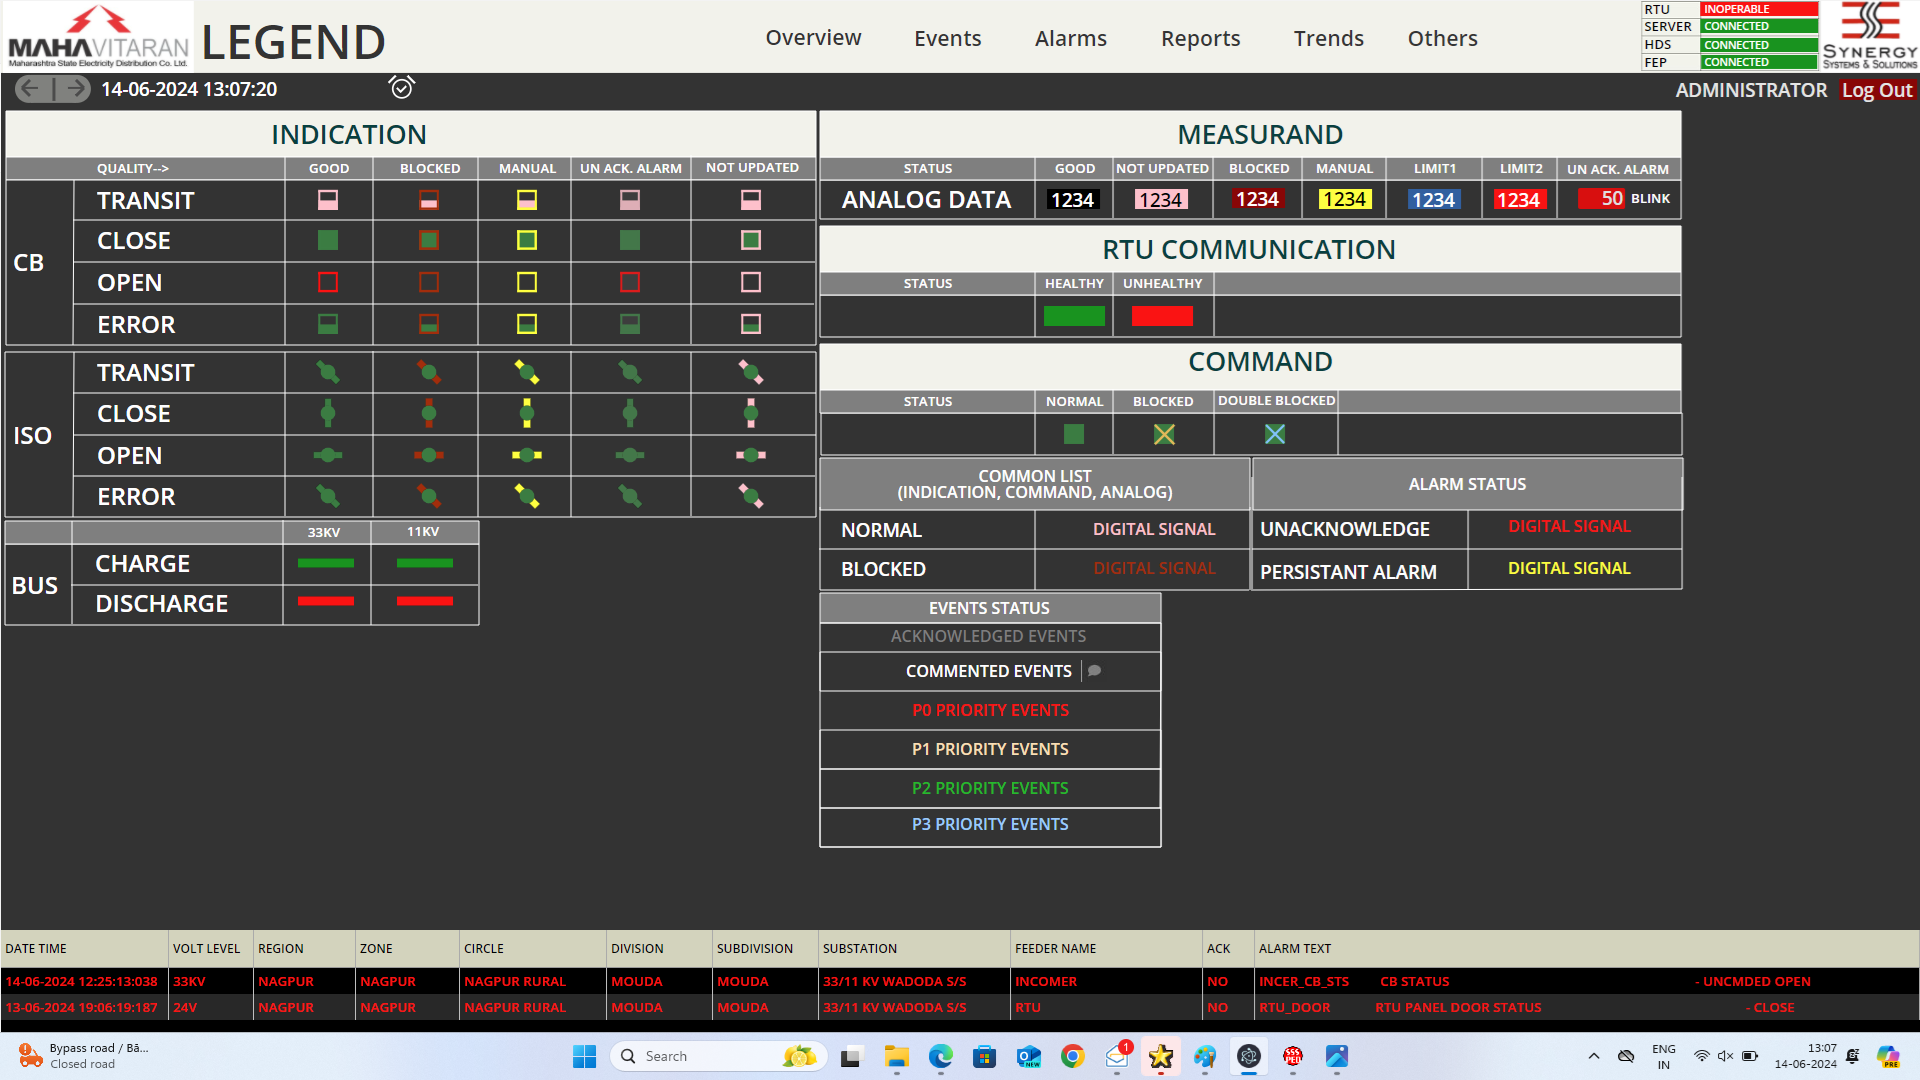 MAHAVITARAN
Maharashtra State Electricity Distribution Co. Ltd.
LEGEND
Overview Events Alarms Reports Trends Others
RTU INOPERABLE
SERVER CONNECTED
HDS CONNECTED
FEP CONNECTED
SYNERGY
SYSTEMS & SOLUTIONS
14-06-2024 13:07:20
ADMINISTRATOR Log Out
INDICATION
QUALITY--> GOOD BLOCKED MANUAL UN ACK. ALARM NOT UPDATED
CB
TRANSIT
CLOSE
OPEN
ERROR
ISO
TRANSIT
CLOSE
OPEN
ERROR
33KV 11KV
BUS
CHARGE
DISCHARGE
MEASURAND
STATUS GOOD NOT UPDATED BLOCKED MANUAL LIMIT1 LIMIT2 UN ACK. ALARM
ANALOG DATA 1234 1234 1234 1234 1234 1234 50 BLINK
RTU COMMUNICATION
STATUS HEALTHY UNHEALTHY
COMMAND
STATUS NORMAL BLOCKED DOUBLE BLOCKED
COMMON LIST
(INDICATION, COMMAND, ANALOG)
NORMAL DIGITAL SIGNAL
BLOCKED DIGITAL SIGNAL
ALARM STATUS
UNACKNOWLEDGE DIGITAL SIGNAL
PERSISTANT ALARM DIGITAL SIGNAL
EVENTS STATUS
ACKNOWLEDGED EVENTS
COMMENTED EVENTS
P0 PRIORITY EVENTS
P1 PRIORITY EVENTS
P2 PRIORITY EVENTS
P3 PRIORITY EVENTS
DATE TIME VOLT LEVEL REGION ZONE CIRCLE DIVISION SUBDIVISION SUBSTATION FEEDER NAME ACK ALARM TEXT
14-06-2024 12:25:13:038 33KV NAGPUR NAGPUR NAGPUR RURAL MOUDA MOUDA 33/11 KV WADODA S/S INCOMER NO INCER_CB_STS CB STATUS - UNCMDED OPEN
13-06-2024 19:06:19:187 24V NAGPUR NAGPUR NAGPUR RURAL MOUDA MOUDA 33/11 KV WADODA S/S RTU NO RTU_DOOR RTU PANEL DOOR STATUS - CLOSE
Bypass road / Bā...
Closed road
Search
NEW
1
SSS
PED
ENG
IN
13:07
14-06-2024
PRE